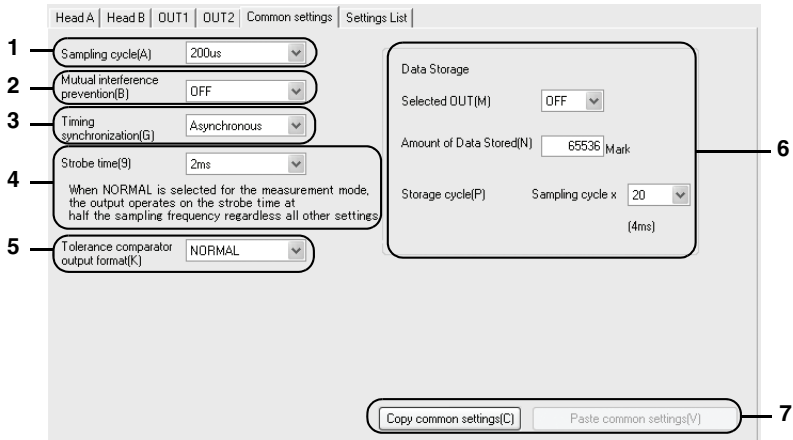 Head A Head B OUT1 OUT2 Common settings Settings List
1
Sampling cycle(A) 200us
2
Mutual interference
prevention(B) OFF
3
Timing
synchronization(G) Asynchronous
4
Strobe time(9) 2ms
When NORMAL is selected for the measurement mode,
the output operates on the strobe time at
half the sampling frequency regardless all other settings
5
Tolerance comparator
output format(K) NORMAL
Data Storage
Selected OUT(M) OFF
Amount of Data Stored(N) 65536 Mark
6
Storage cycle(P) Sampling cycle x 20
(4ms)
Copy common settings(C) Paste common settings(V)
7